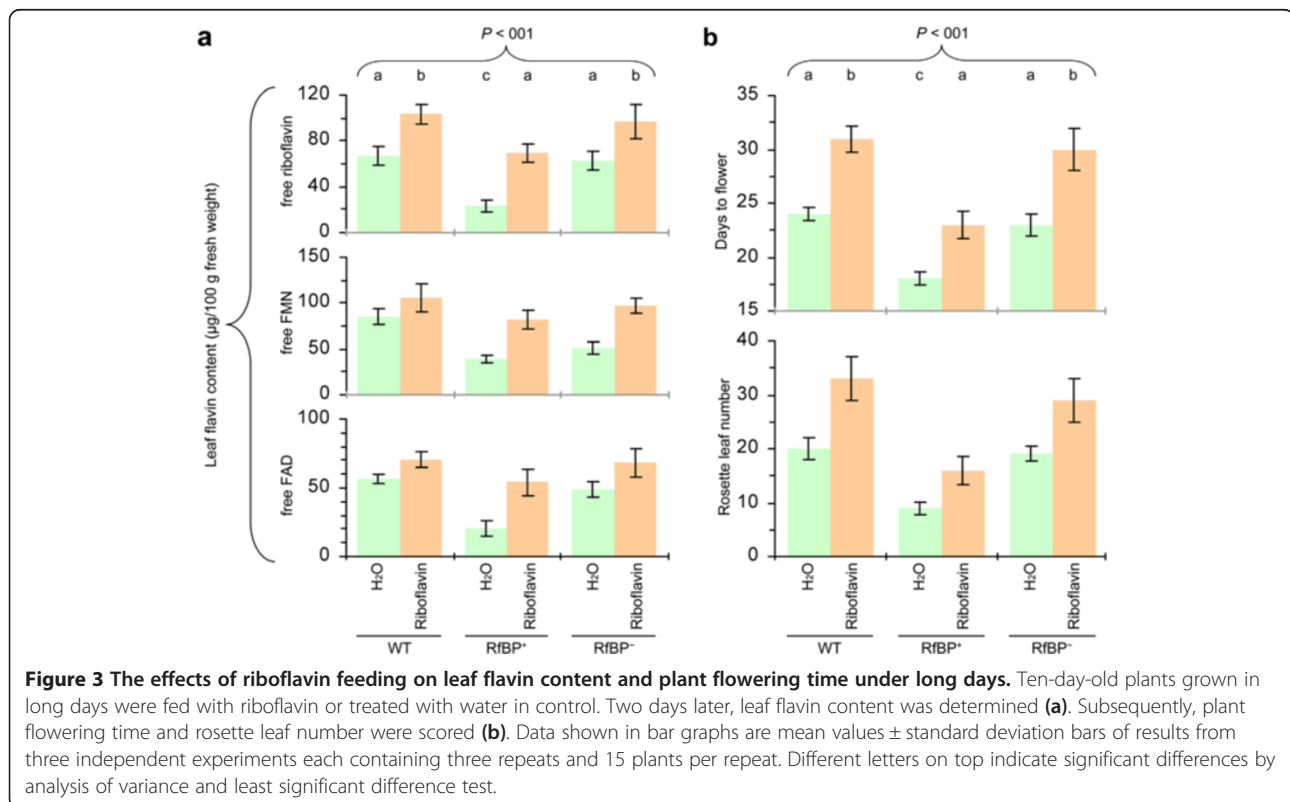 a
P < 001
a b c a a b
Leaf flavin content (µg/100 g fresh weight)
free riboflavin
120
80
60
40
0
free FMN
150
100
50
0
free FAD
100
50
0
H₂O Riboflavin H₂O Riboflavin H₂O Riboflavin
WT RfBP⁺ RfBP⁻
b
P < 001
a b c a a b
Days to flower
35
30
25
20
15
Rosette leaf number
40
30
20
10
0
H₂O Riboflavin H₂O Riboflavin H₂O Riboflavin
WT RfBP⁺ RfBP⁻
Figure 3 The effects of riboflavin feeding on leaf flavin content and plant flowering time under long days. Ten-day-old plants grown in
long days were fed with riboflavin or treated with water in control. Two days later, leaf flavin content was determined (a). Subsequently, plant
flowering time and rosette leaf number were scored (b). Data shown in bar graphs are mean values ± standard deviation bars of results from
three independent experiments each containing three repeats and 15 plants per repeat. Different letters on top indicate significant differences by
analysis of variance and least significant difference test.